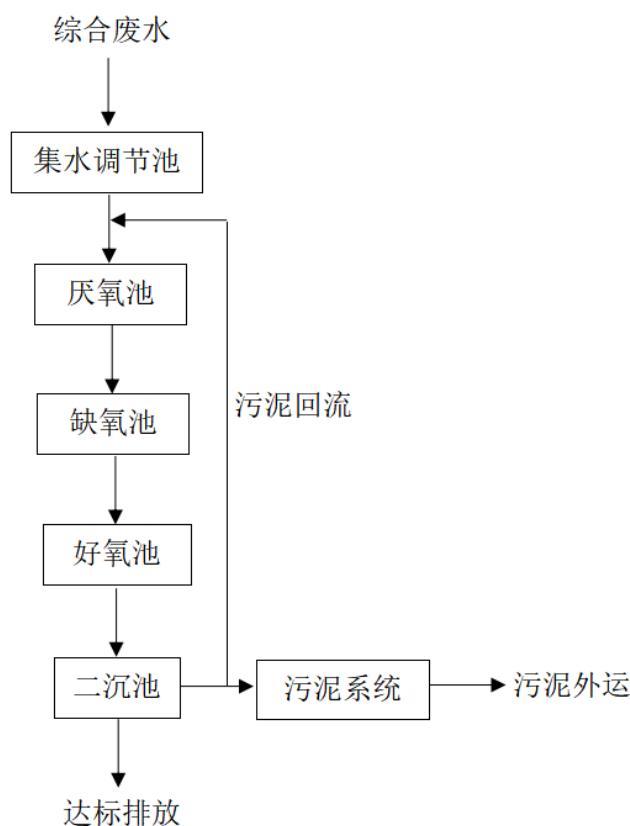 综合废水
集水调节池
厌氧池
缺氧池
污泥回流
好氧池
二沉池
污泥系统
污泥外运
达标排放